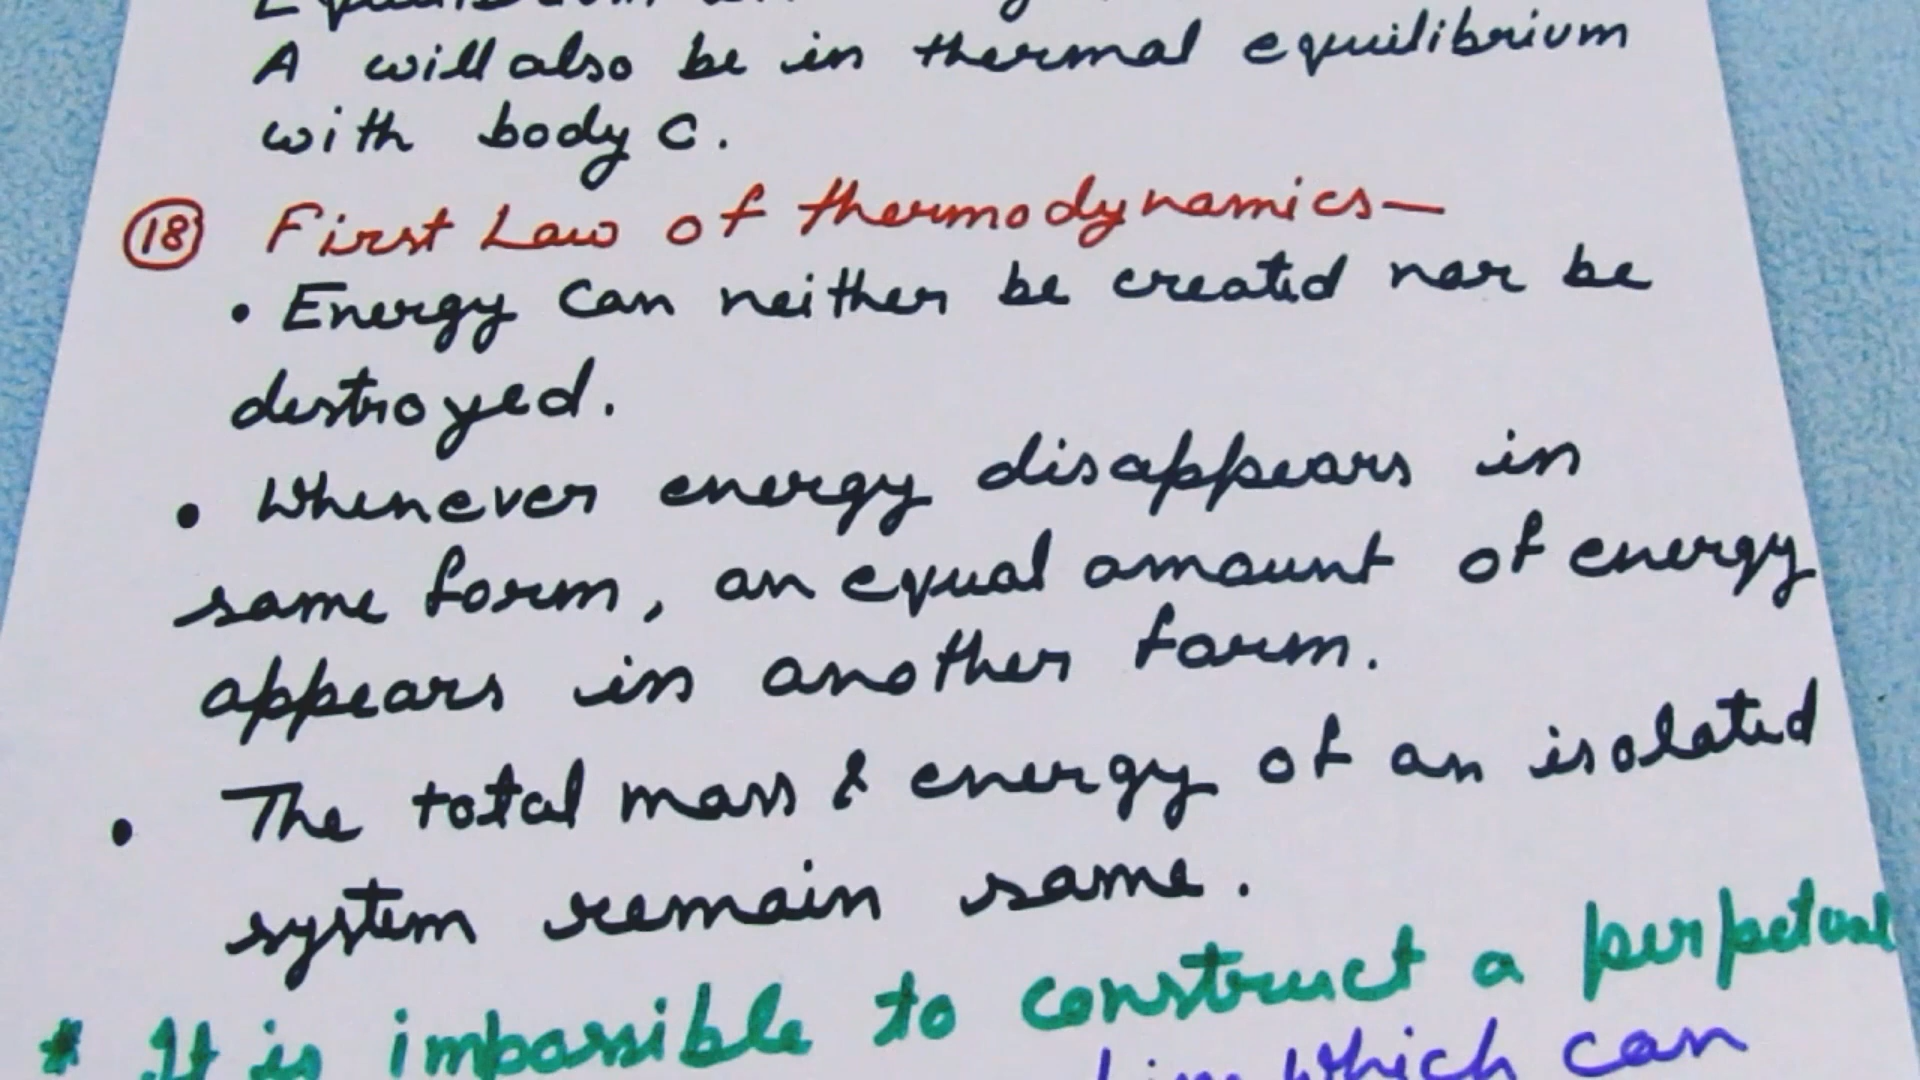 Equilibrium
A will also be in thermal equilibrium
with body C.
18 First Law of thermodynamics—
• Energy can neither be created nor be
destroyed.
• Whenever energy disappears in
same form, an equal amount of energy
appears in another form.
• The total mass & energy of an isolated
system remain same.
* It is impossible to construct a perpetual
which can